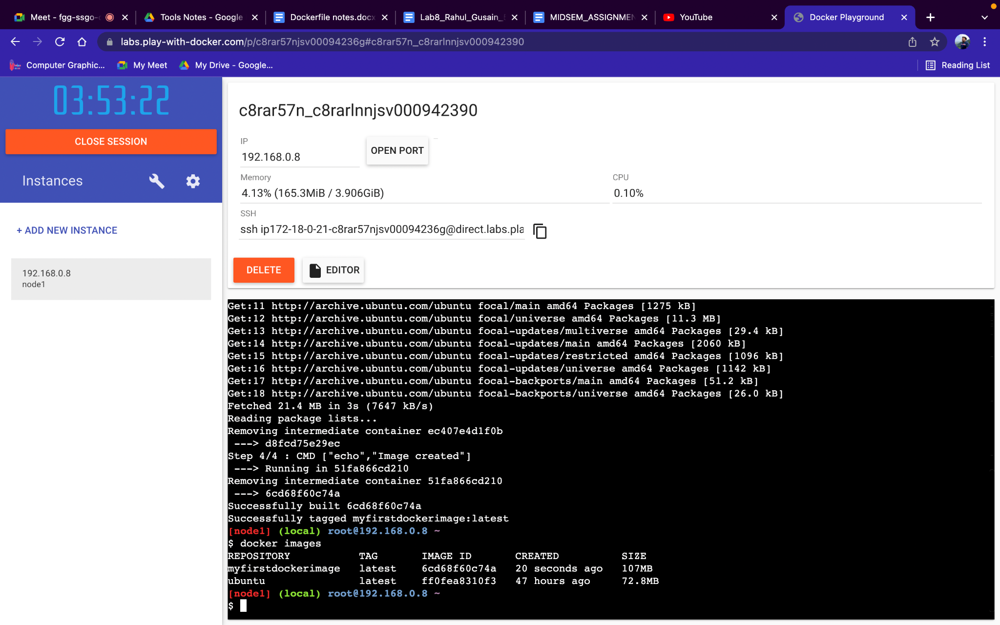 Meet - fgg-ssgo-
Tools Notes - Google
Dockerfile notes.docx
Lab8_Rahul_Gusain_
MIDSEM_ASSIGNMEN
YouTube
Docker Playground
labs.play-with-docker.com/p/c8rar57njsv00094236g#c8rar57n_c8rarlnnjsv000942390
Computer Graphic...
My Meet
My Drive - Google...
Reading List
03:53:22
CLOSE SESSION
Instances
+ ADD NEW INSTANCE
192.168.0.8
node1
c8rar57n_c8rarlnnjsv000942390
IP
192.168.0.8
OPEN PORT
Memory
4.13% (165.3MiB / 3.906GiB)
CPU
0.10%
SSH
ssh ip172-18-0-21-c8rar57njsv00094236g@direct.labs.pla
DELETE
EDITOR
Get:11 http://archive.ubuntu.com/ubuntu focal/main amd64 Packages [1275 kB]
Get:12 http://archive.ubuntu.com/ubuntu focal/universe amd64 Packages [11.3 MB]
Get:13 http://archive.ubuntu.com/ubuntu focal-updates/multiverse amd64 Packages [29.4 kB]
Get:14 http://archive.ubuntu.com/ubuntu focal-updates/main amd64 Packages [2060 kB]
Get:15 http://archive.ubuntu.com/ubuntu focal-updates/restricted amd64 Packages [1096 kB]
Get:16 http://archive.ubuntu.com/ubuntu focal-updates/universe amd64 Packages [1142 kB]
Get:17 http://archive.ubuntu.com/ubuntu focal-backports/main amd64 Packages [51.2 kB]
Get:18 http://archive.ubuntu.com/ubuntu focal-backports/universe amd64 Packages [26.0 kB]
Fetched 21.4 MB in 3s (7647 kB/s)
Reading package lists...
Removing intermediate container ec407e4d1f0b
---> d8fcd75e29ec
Step 4/4 : CMD ["echo","Image created"]
---> Running in 51fa866cd210
Removing intermediate container 51fa866cd210
---> 6cd68f60c74a
Successfully built 6cd68f60c74a
Successfully tagged myfirstdockerimage:latest
[node1] (local) root@192.168.0.8 ~
$ docker images
REPOSITORY TAG IMAGE ID CREATED SIZE
myfirstdockerimage latest 6cd68f60c74a 20 seconds ago 107MB
ubuntu latest ff0fea8310f3 47 hours ago 72.8MB
[node1] (local) root@192.168.0.8 ~
$